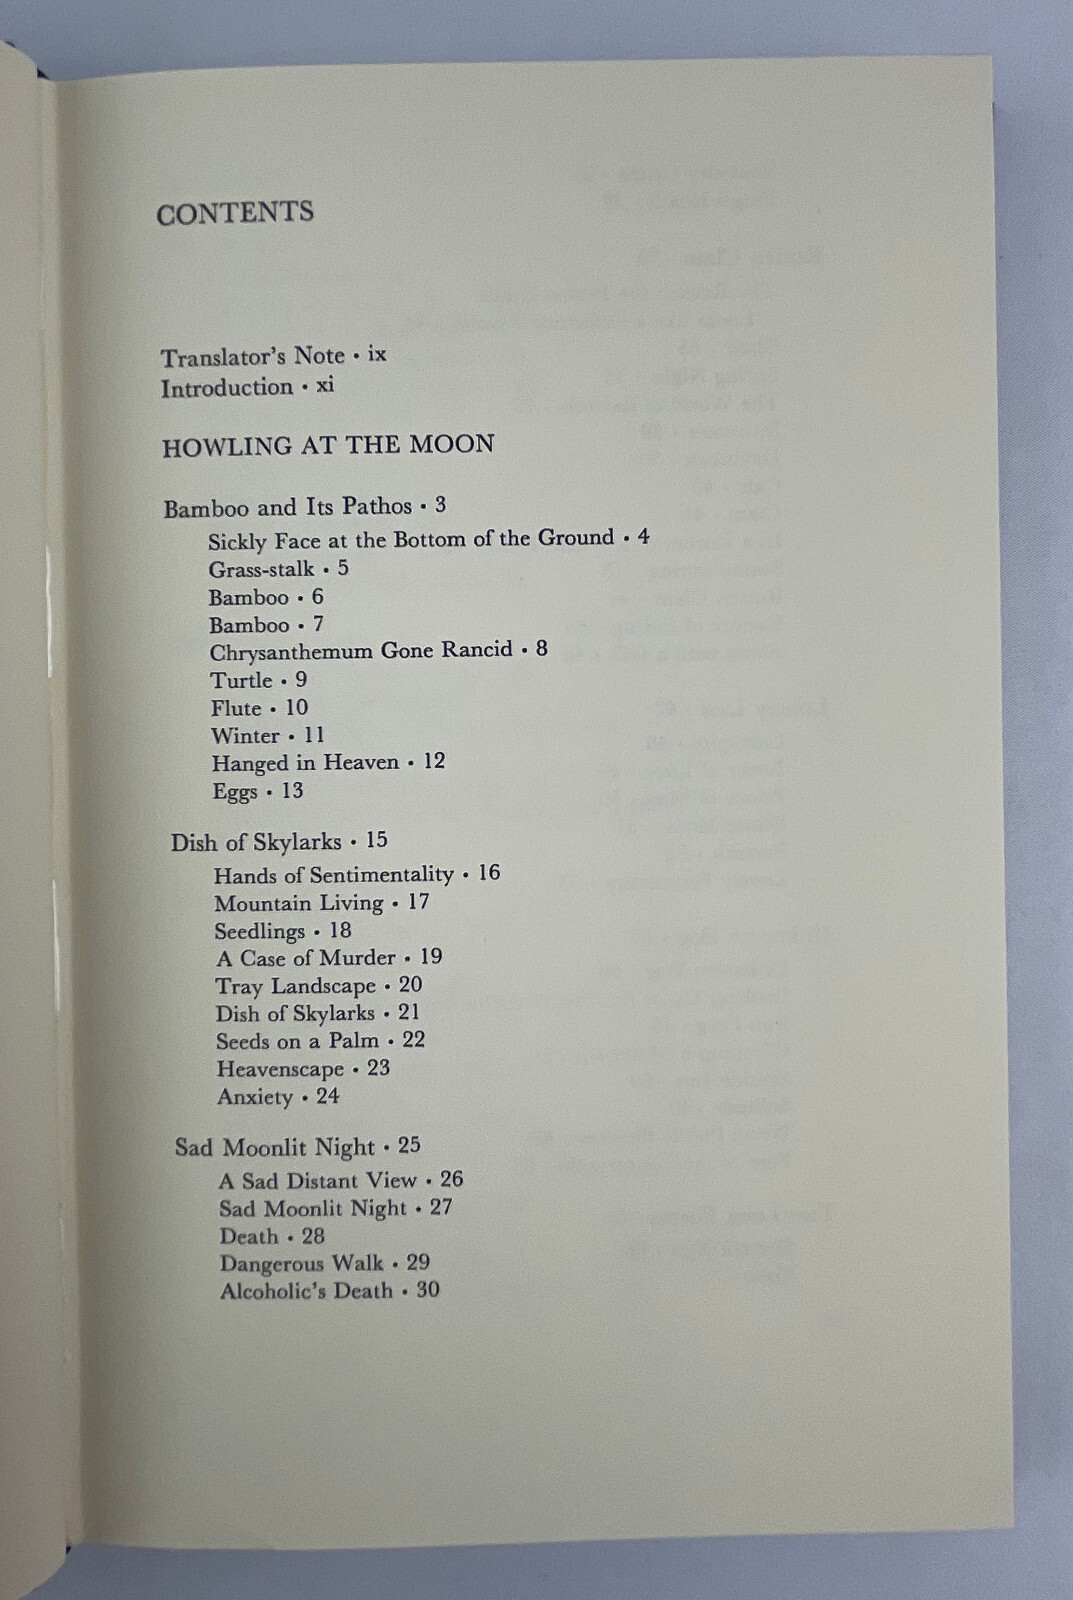 CONTENTS
Translator's Note • ix
Introduction • xi
HOWLING AT THE MOON
Bamboo and Its Pathos • 3
Sickly Face at the Bottom of the Ground • 4
Grass-stalk • 5
Bamboo • 6
Bamboo • 7
Chrysanthemum Gone Rancid • 8
Turtle • 9
Flute • 10
Winter • 11
Hanged in Heaven • 12
Eggs • 13
Dish of Skylarks • 15
Hands of Sentimentality • 16
Mountain Living • 17
Seedlings • 18
A Case of Murder • 19
Tray Landscape • 20
Dish of Skylarks • 21
Seeds on a Palm • 22
Heavenscape • 23
Anxiety • 24
Sad Moonlit Night • 25
A Sad Distant View • 26
Sad Moonlit Night • 27
Death • 28
Dangerous Walk • 29
Alcoholic's Death • 30